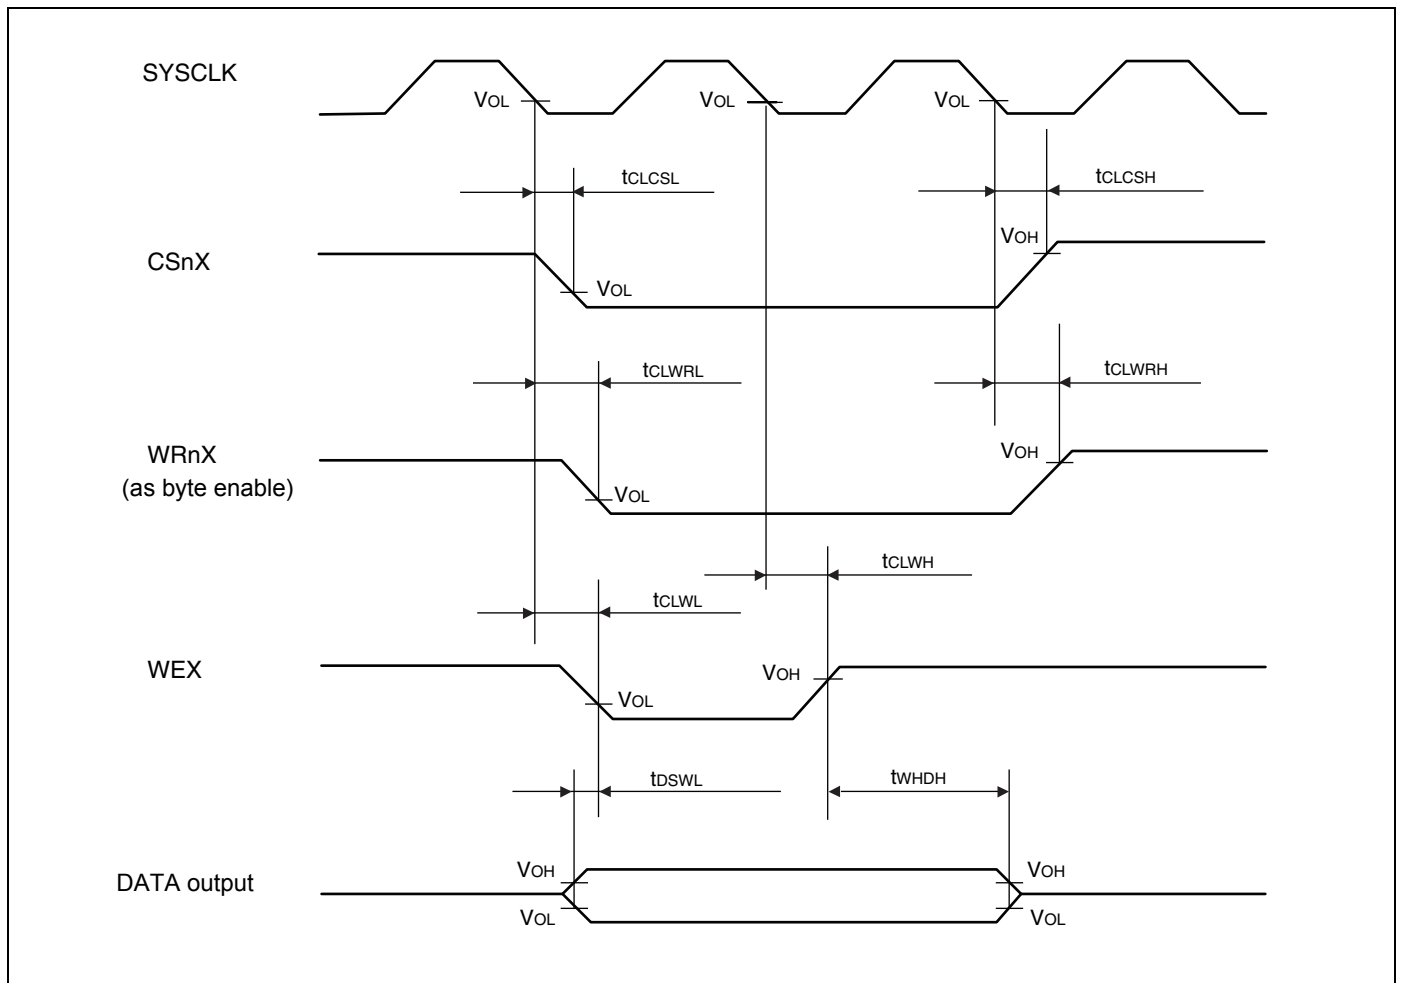 SYSCLK
VOL VOL VOL
tCLCSL tCLCSH
CSnX
VOH
VOL
tCLWRL tCLWRH
WRnX
(as byte enable)
VOH
VOL
tCLWH
tCLWL
WEX
VOH
VOL
tDSWL tWHDH
DATA output
VOH VOH
VOL VOL